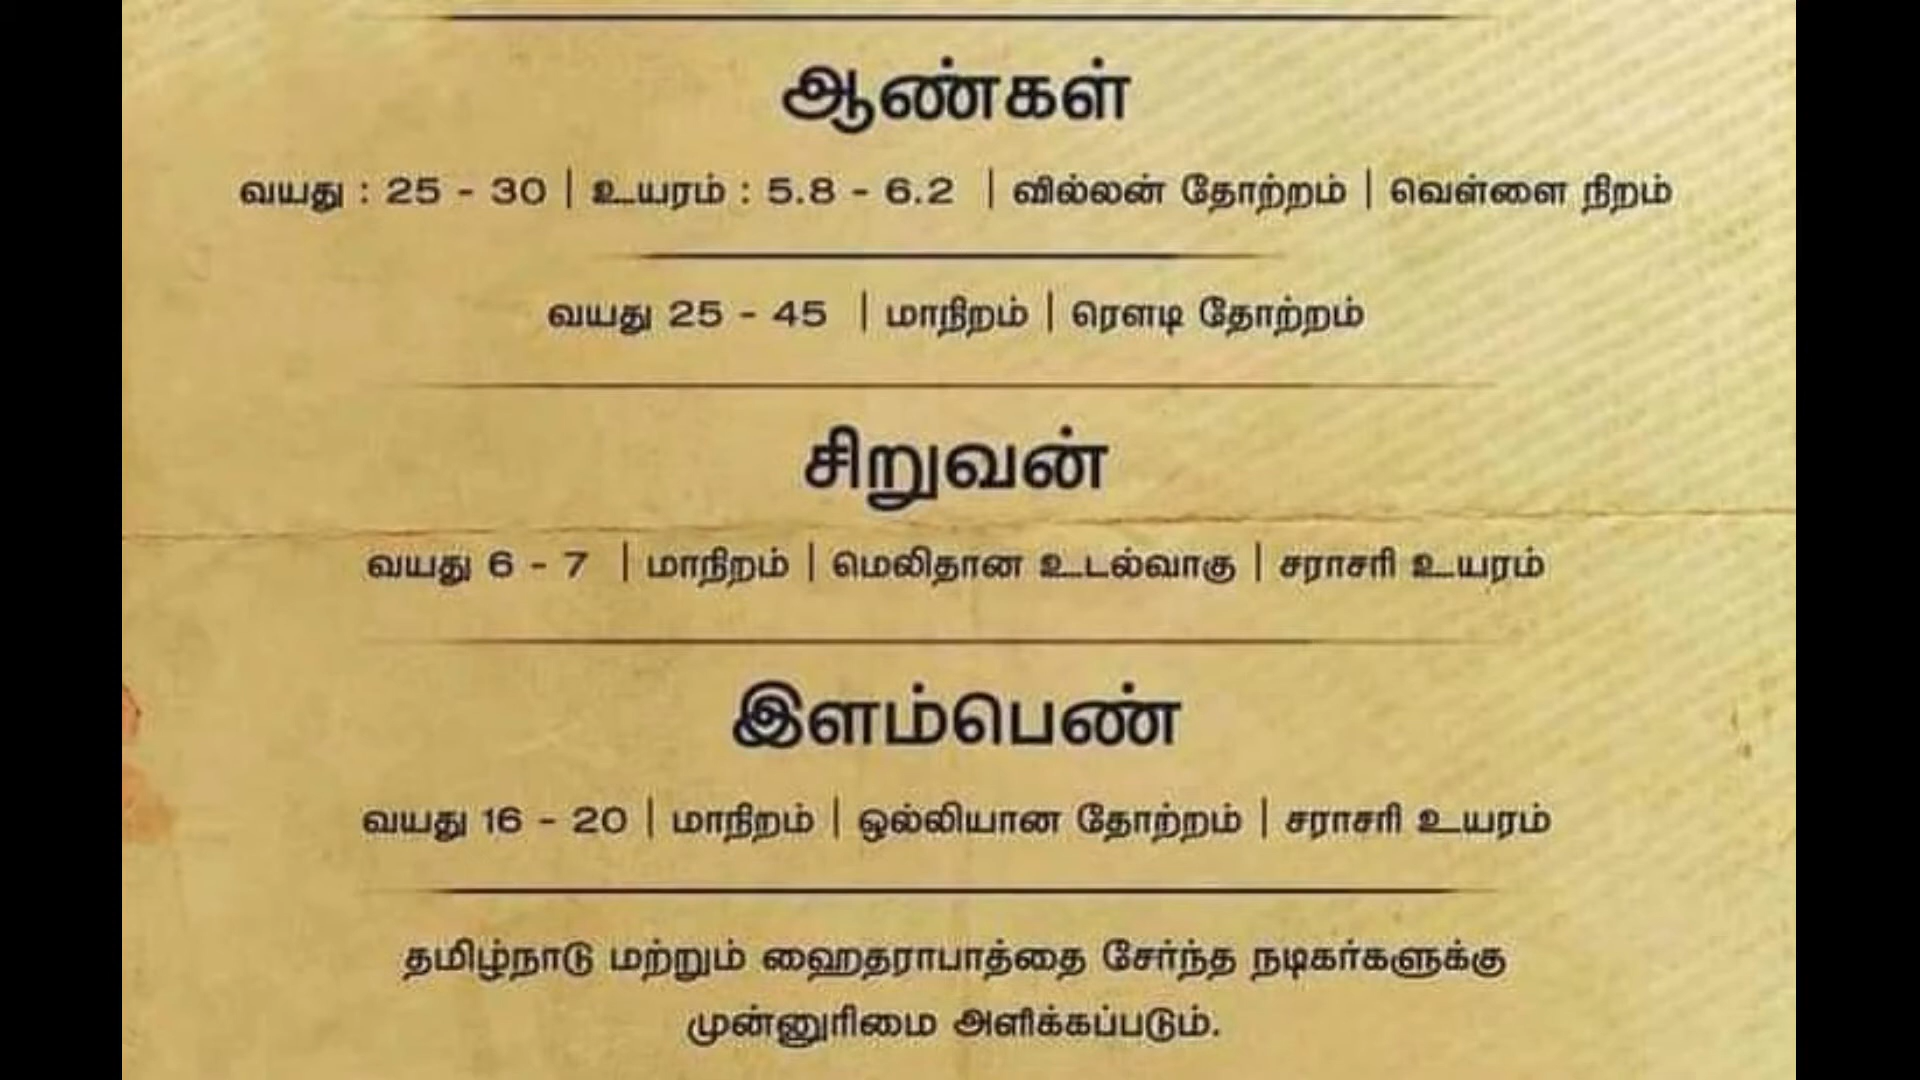 ஆண்கள்
வயது : 25 - 30 | உயரம் : 5.8 - 6.2 | வில்லன் தோற்றம் | வெள்ளை நிறம்
வயது 25 - 45 | மாநிறம் | ரௌடி தோற்றம்
சிறுவன்
வயது 6 - 7 | மாநிறம் | மெலிதான உடல்வாகு | சராசரி உயரம்
இளம்பெண்
வயது 16 - 20 | மாநிறம் | ஒல்லியான தோற்றம் | சராசரி உயரம்
தமிழ்நாடு மற்றும் ஹைதராபாத்தை சேர்ந்த நடிகர்களுக்கு
முன்னுரிமை அளிக்கப்படும்.